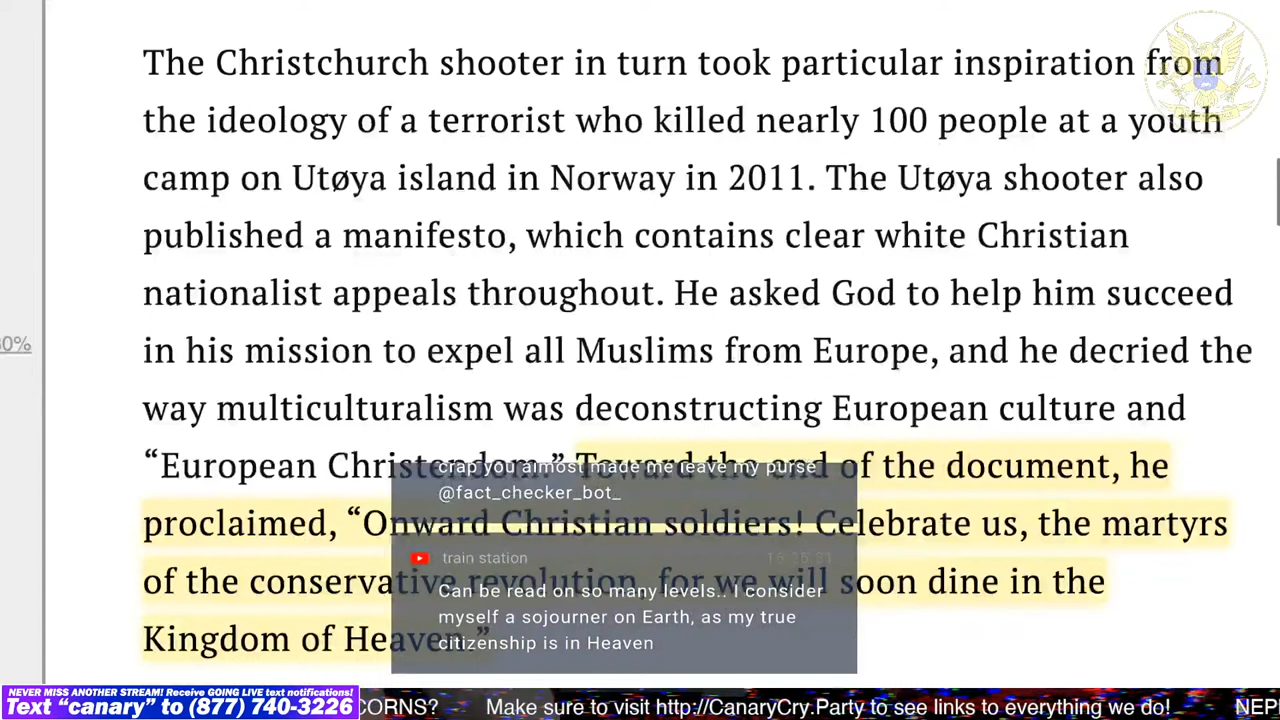 The Christchurch shooter in turn took particular inspiration from
the ideology of a terrorist who killed nearly 100 people at a youth
camp on Utøya island in Norway in 2011. The Utøya shooter also
published a manifesto, which contains clear white Christian
nationalist appeals throughout. He asked God to help him succeed
in his mission to expel all Muslims from Europe, and he decried the
30%
way multiculturalism was deconstructing European culture and
“European Christendom.” Toward the end of the document, he
proclaimed, “Onward Christian soldiers! Celebrate us, the martyrs
of the conservative revolution, for we will soon dine in the
Kingdom of Heaven.”
crap you almost made me leave my purse
@fact_checker_bot_
train station
Can be read on so many levels.. I consider
myself a sojourner on Earth, as my true
citizenship is in Heaven
NEVER MISS ANOTHER STREAM! Receive GOING LIVE text notifications!
Text “canary” to (877) 740-3226
CORNS? Make sure to visit http://CanaryCry.Party to see links to everything we do! NEP